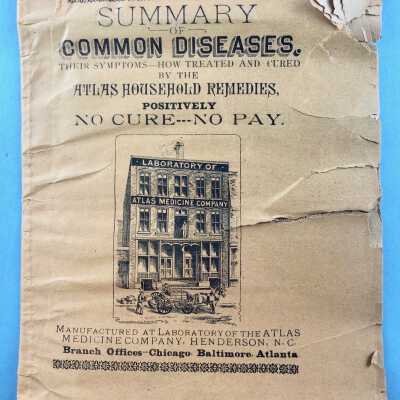 SUMMARY
OF
COMMON DISEASES.
THEIR SYMPTOMS—HOW TREATED AND CURED
BY THE
ATLAS HOUSEHOLD REMEDIES,
POSITIVELY
NO CURE---NO PAY.
LABORATORY OF
ATLAS MEDICINE COMPANY
MANUFACTURED AT LABORATORY OF THE ATLAS
MEDICINE COMPANY, HENDERSON, N-C-
Branch Offices-Chicago-Baltimore-Atlanta